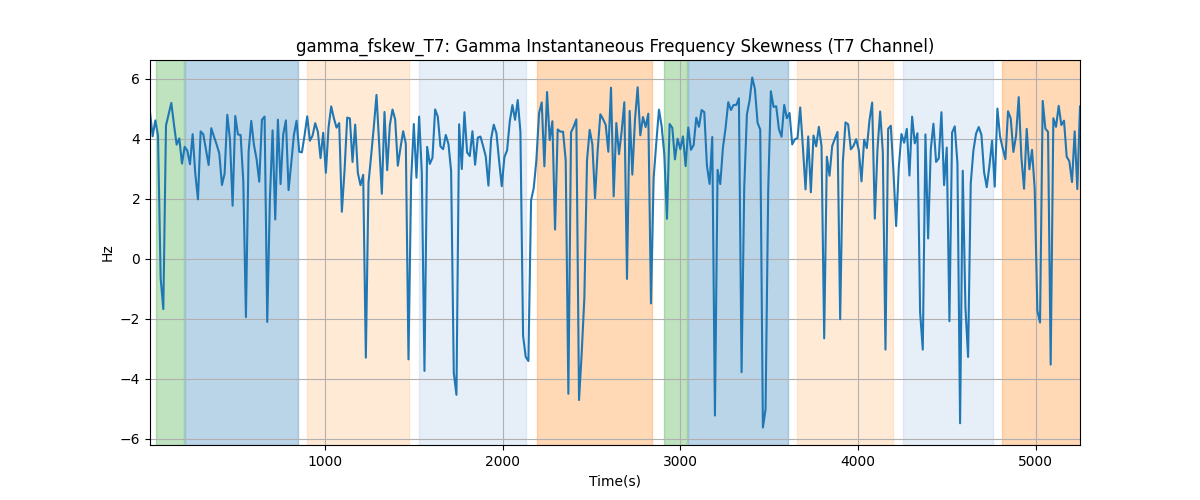 gamma_fskew_T7: Gamma Instantaneous Frequency Skewness (T7 Channel)
6
4
2
0
−2
−4
−6
Hz
1000 2000 3000 4000 5000
Time(s)